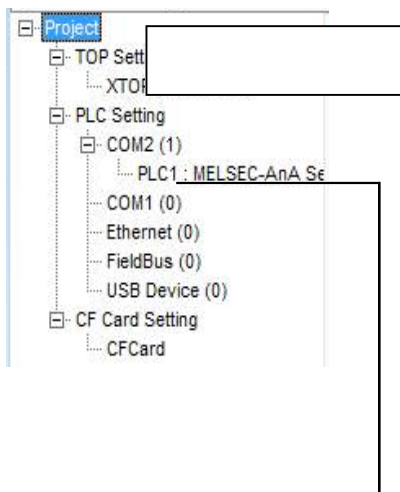 Project
TOP Sett
PLC Setting
COM2 (1)
PLC1 : MELSEC-AnA Se
COM1 (0)
Ethernet (0)
FieldBus (0)
USB Device (0)
CF Card Setting
CFCard